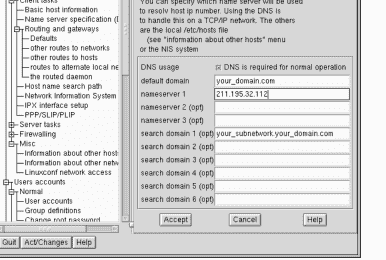 Client tasks
Basic host information
Name server specification (D
Routing and gateways
Defaults
other routes to networks
other routes to hosts
routes to alternate local ne
the routed daemon
Host name search path
Network Information System
IPX interface setup
PPP/SLIP/PLIP
Server tasks
Firewalling
Misc
Information about other hosts
Information about other netw
Linuxconf network access
Users accounts
Normal
User accounts
Group definitions
Change root password
You can specify which name server will be used
to resolv host ip number. Using the DNS is
to handle this on a TCP/IP network. The others
are the local /etc/hosts file
(see "information about other hosts" menu
or the NIS system
DNS usage
DNS is required for normal operation
default domain
your_domain.com
nameserver 1
211.195.32.112
nameserver 2 (opt)
nameserver 3 (opt)
search domain 1 (opt)
your_subnetwork.your_domain.com
search domain 2 (opt)
search domain 3 (opt)
search domain 4 (opt)
search domain 5 (opt)
search domain 6 (opt)
Accept
Cancel
Help
Quit
Act/Changes
Help